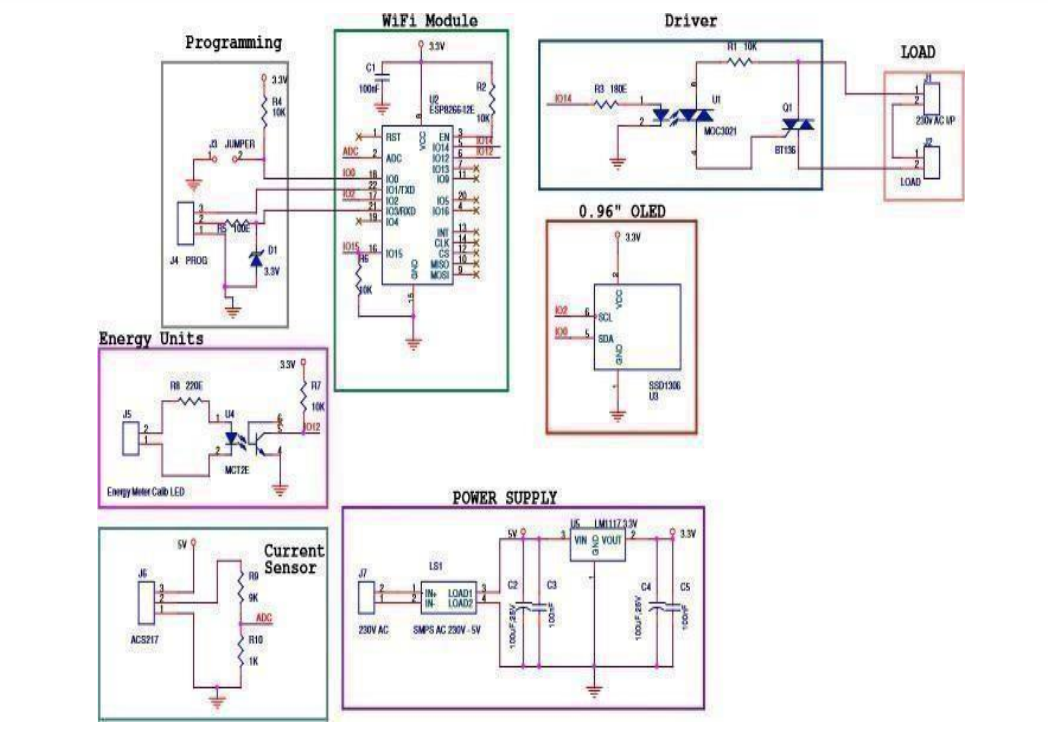 WiFi Module
Programming
3.3V
R4
10K
J3 JUMPER
1
2
3
2
1
R5 100E
J4 PROG
D1
3.3V
3.3V
C1
100nF
R2
10K
U2
ESP8266-12E
8
VCC
1 RST
ADC 2 ADC
IO0 18 IO0
22 IO1/TXD
IO2 17 IO2
21 IO3/RXD
19 IO4
IO15 16 IO15
R6
10K
EN 3
IO14 5 IO14
IO12 6 IO12
IO13 7
IO9 11
IO5 20
IO16 4
INT 13
CLK 14
CS 12
MISO 10
MOSI 9
GND
15
Driver
R1 10K
IO14
R3 180E
1
2
6
4
U1
MOC3021
Q1
BT136
LOAD
J1
1
2
230V AC I/P
J2
1
2
LOAD
0.96" OLED
3.3V
2
VCC
IO2 6 SCL
IO0 5 SDA
GND
1
SSD1306
U3
Energy Units
3.3V
R7
10K
IO12
R8 220E
J5
2
1
1
2
U4
6
5
4
MCT2E
Energy Meter Calib LED
Current
Sensor
5V
J6
3
2
1
ACS217
R9
9K
ADC
R10
1K
POWER SUPPLY
J7
2
1
230V AC
LS1
1 IN+ LOAD1 3
2 IN- LOAD2 4
SMPS AC 230V - 5V
5V
C2
100uF,25V
C3
100nF
U5 LM1117 3.3V
3 VIN GND VOUT 2
1
3.3V
C4
100uF,25V
C5
100nF